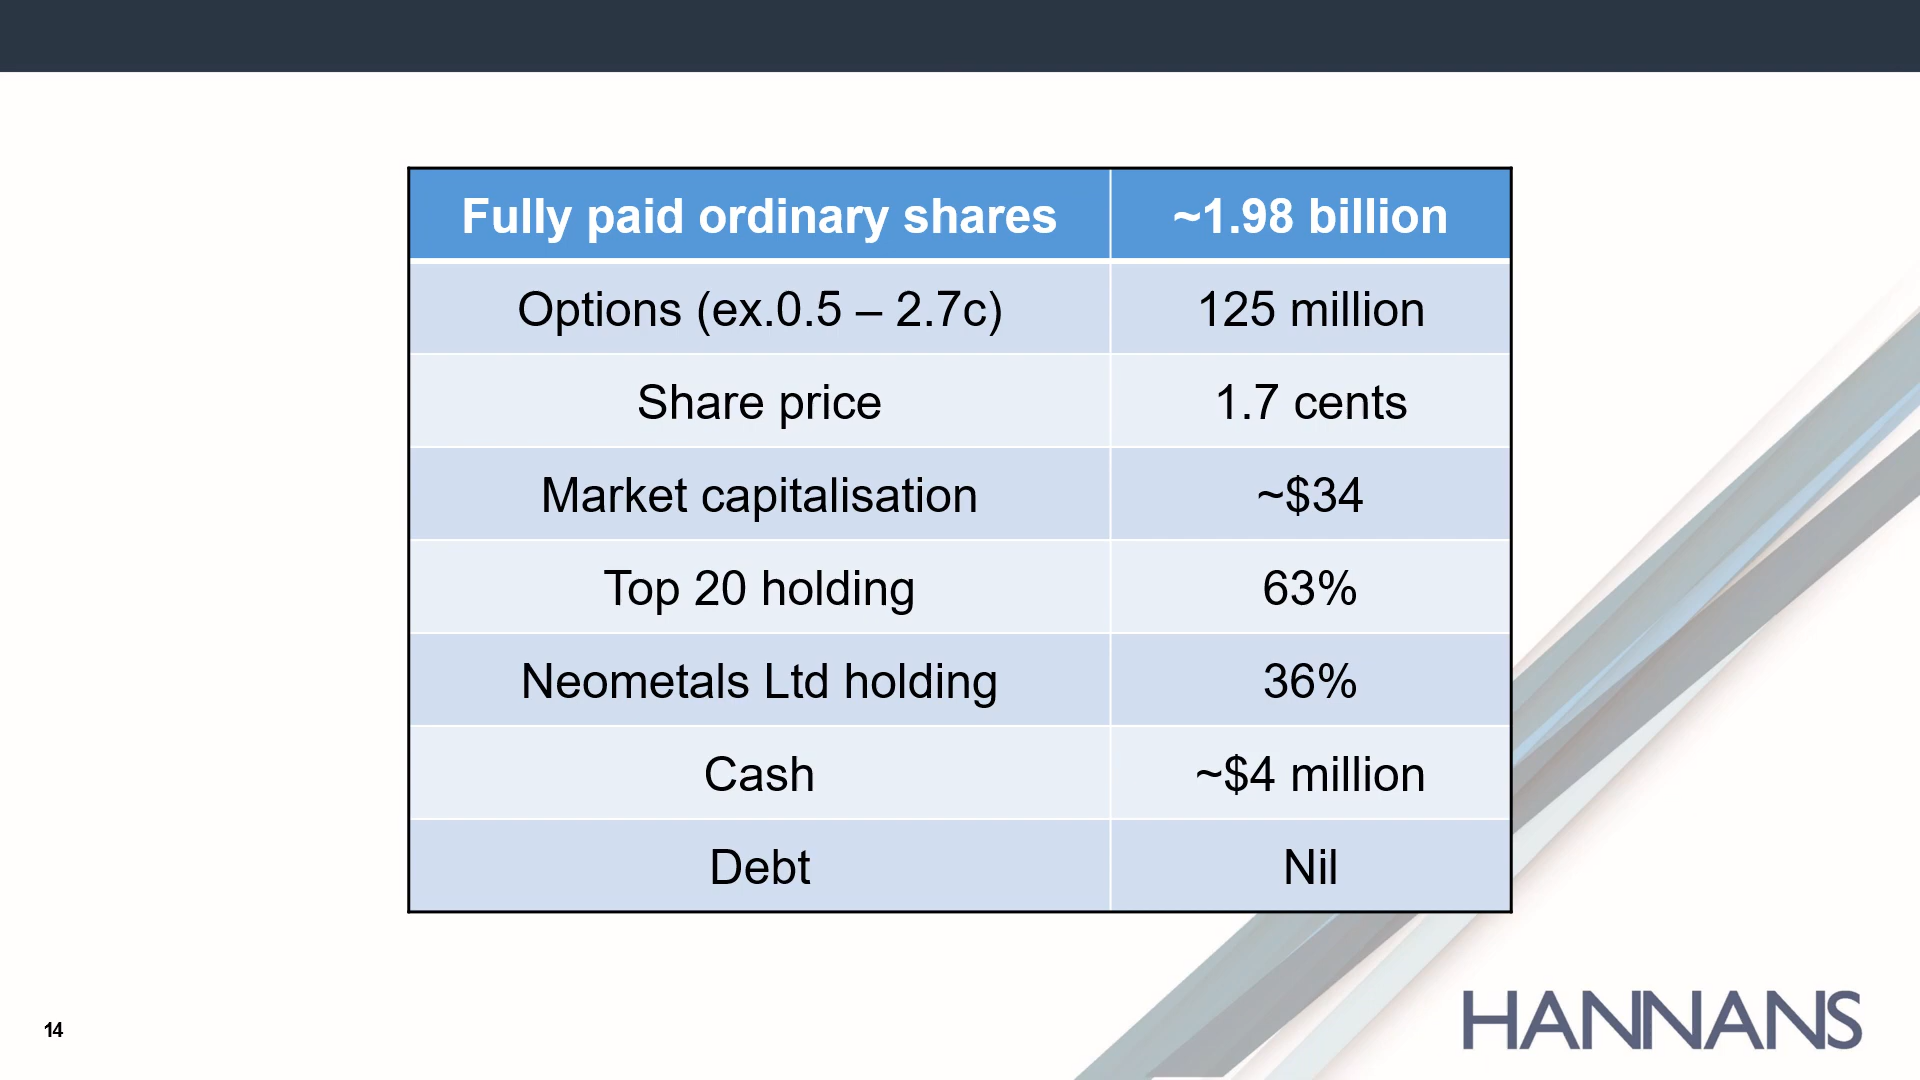 Fully paid ordinary shares ~1.98 billion
Options (ex.0.5 – 2.7c) 125 million
Share price 1.7 cents
Market capitalisation ~$34
Top 20 holding 63%
Neometals Ltd holding 36%
Cash ~$4 million
Debt Nil
14
HANNANS